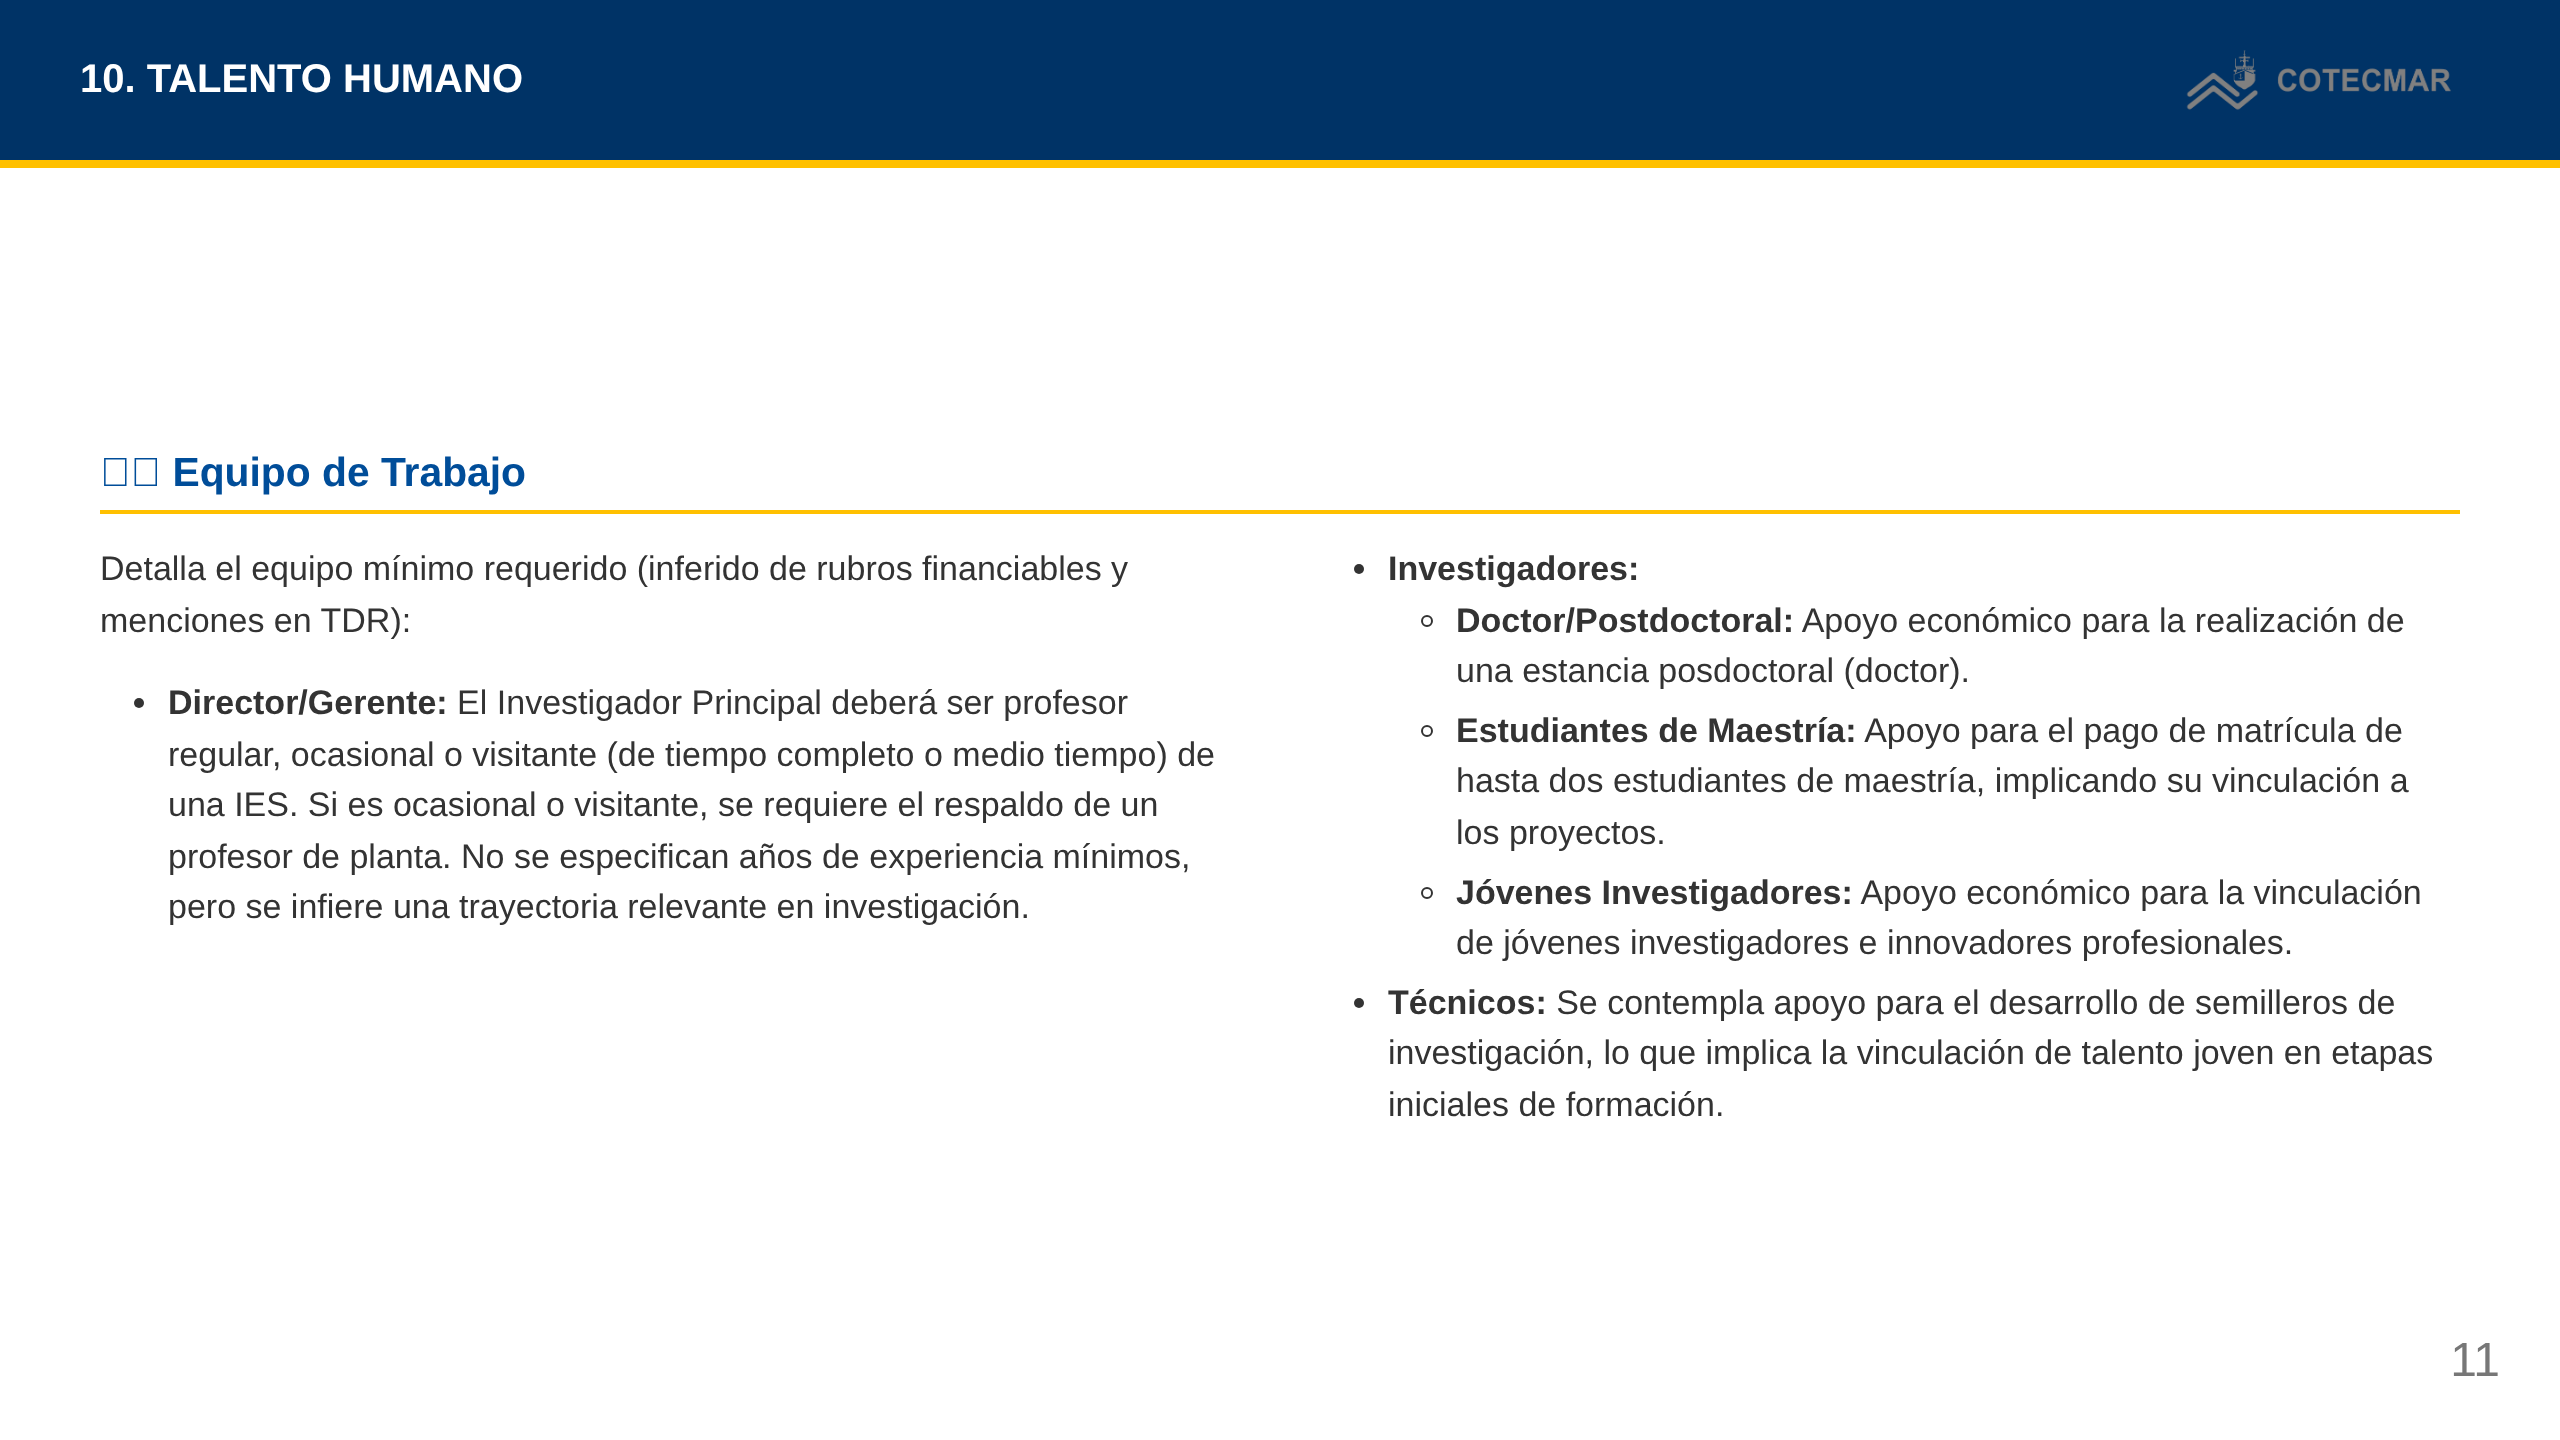 10. TALENTO HUMANO
COTECMAR
Equipo de Trabajo
Detalla el equipo mínimo requerido (inferido de rubros financiables y
menciones en TDR):
• Director/Gerente: El Investigador Principal deberá ser profesor
regular, ocasional o visitante (de tiempo completo o medio tiempo) de
una IES. Si es ocasional o visitante, se requiere el respaldo de un
profesor de planta. No se especifican años de experiencia mínimos,
pero se infiere una trayectoria relevante en investigación.
• Investigadores:
◦ Doctor/Postdoctoral: Apoyo económico para la realización de
una estancia posdoctoral (doctor).
◦ Estudiantes de Maestría: Apoyo para el pago de matrícula de
hasta dos estudiantes de maestría, implicando su vinculación a
los proyectos.
◦ Jóvenes Investigadores: Apoyo económico para la vinculación
de jóvenes investigadores e innovadores profesionales.
• Técnicos: Se contempla apoyo para el desarrollo de semilleros de
investigación, lo que implica la vinculación de talento joven en etapas
iniciales de formación.
11